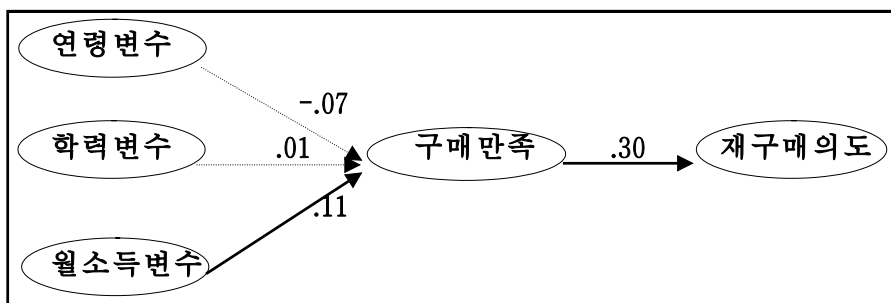 연령변수
-.07
학력변수
.01
구매만족
.30
재구매의도
.11
월소득변수